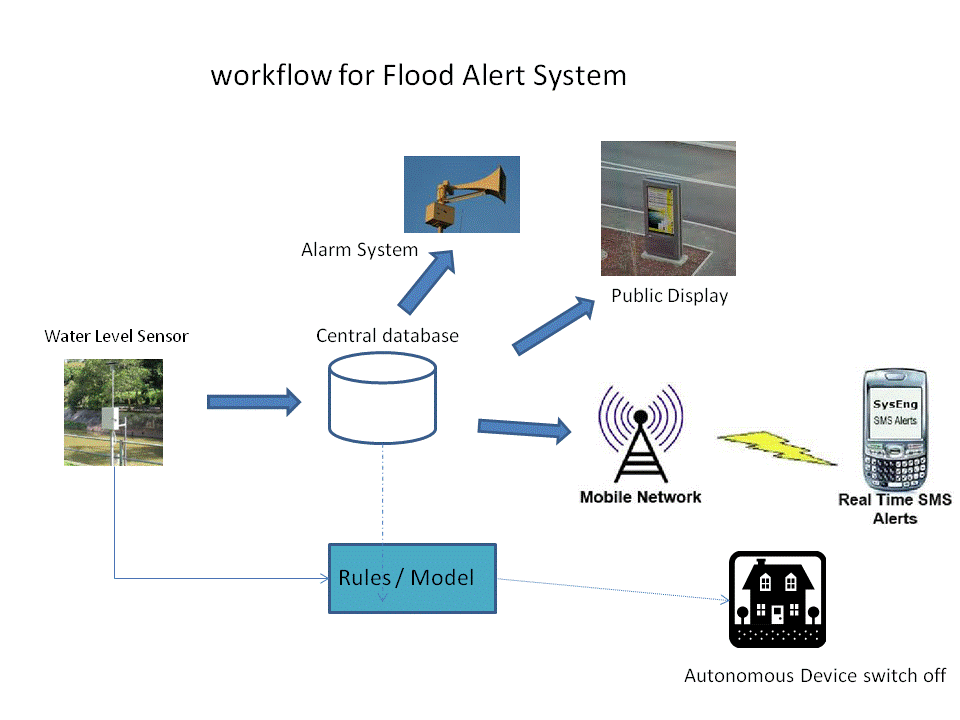 workflow for Flood Alert System
Alarm System
Public Display
Water Level Sensor
Central database
SysEng
SMS Alerts
Mobile Network
Real Time SMS
Alerts
Rules / Model
Autonomous Device switch off